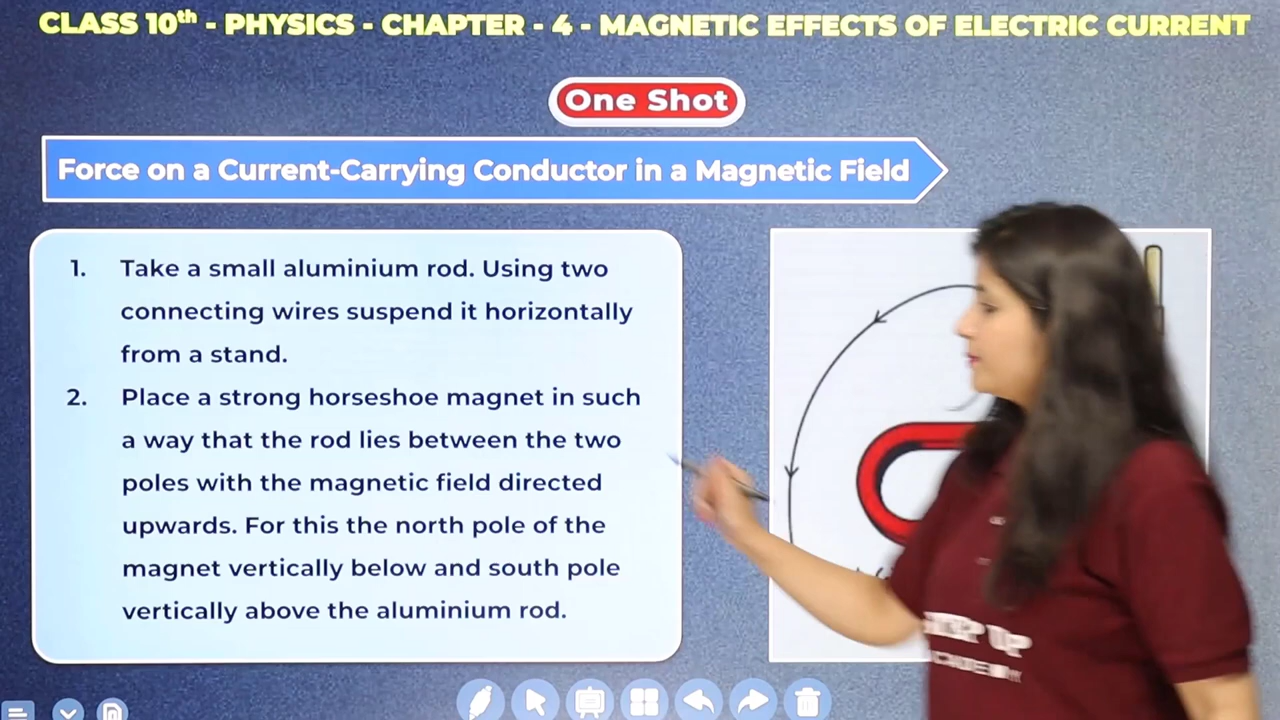 CLASS 10th - PHYSICS - CHAPTER - 4 - MAGNETIC EFFECTS OF ELECTRIC CURRENT
One Shot
Force on a Current-Carrying Conductor in a Magnetic Field
1. Take a small aluminium rod. Using two
connecting wires suspend it horizontally
from a stand.
2. Place a strong horseshoe magnet in such
a way that the rod lies between the two
poles with the magnetic field directed
upwards. For this the north pole of the
magnet vertically below and south pole
vertically above the aluminium rod.
UP